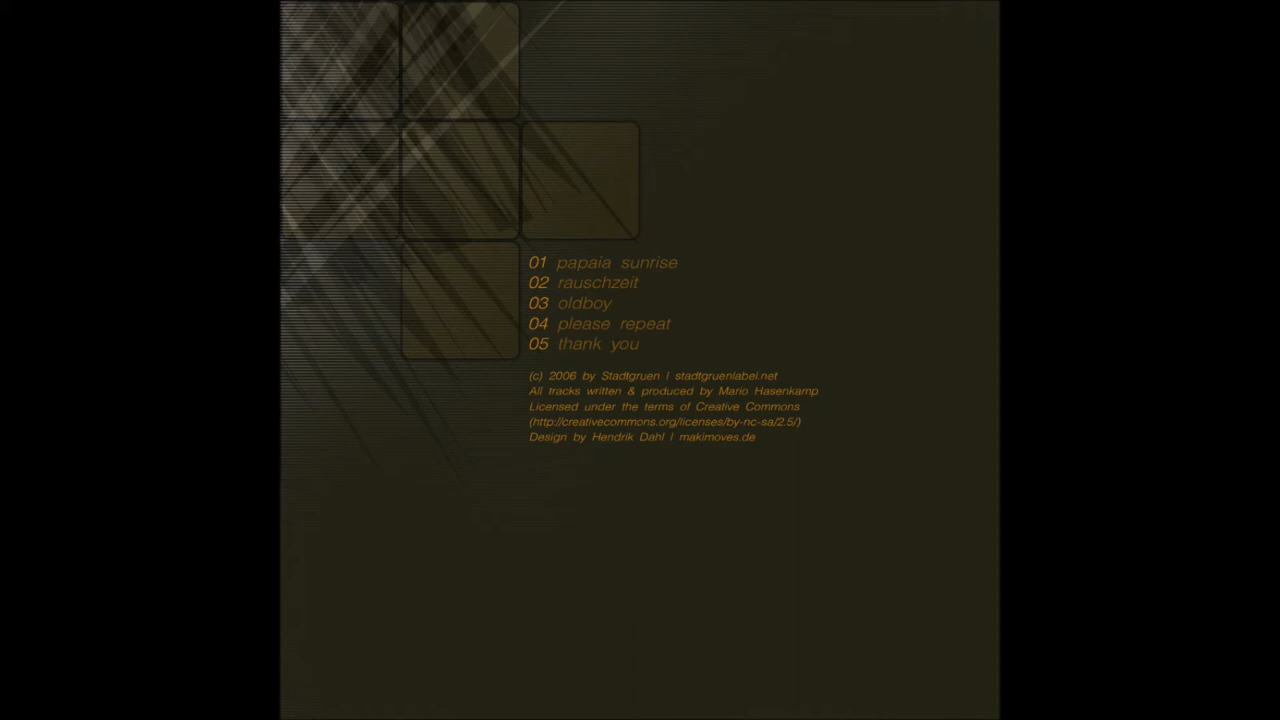 01 papaia sunrise
02 rauschzeit
03 oldboy
04 please repeat
05 thank you
(c) 2006 by Stadtgruen | stadtgruenlabel.net
All tracks written & produced by Mario Hasenkamp
Licensed under the terms of Creative Commons
(http://creativecommons.org/licenses/by-nc-sa/2.5/)
Design by Hendrik Dahl | makimoves.de